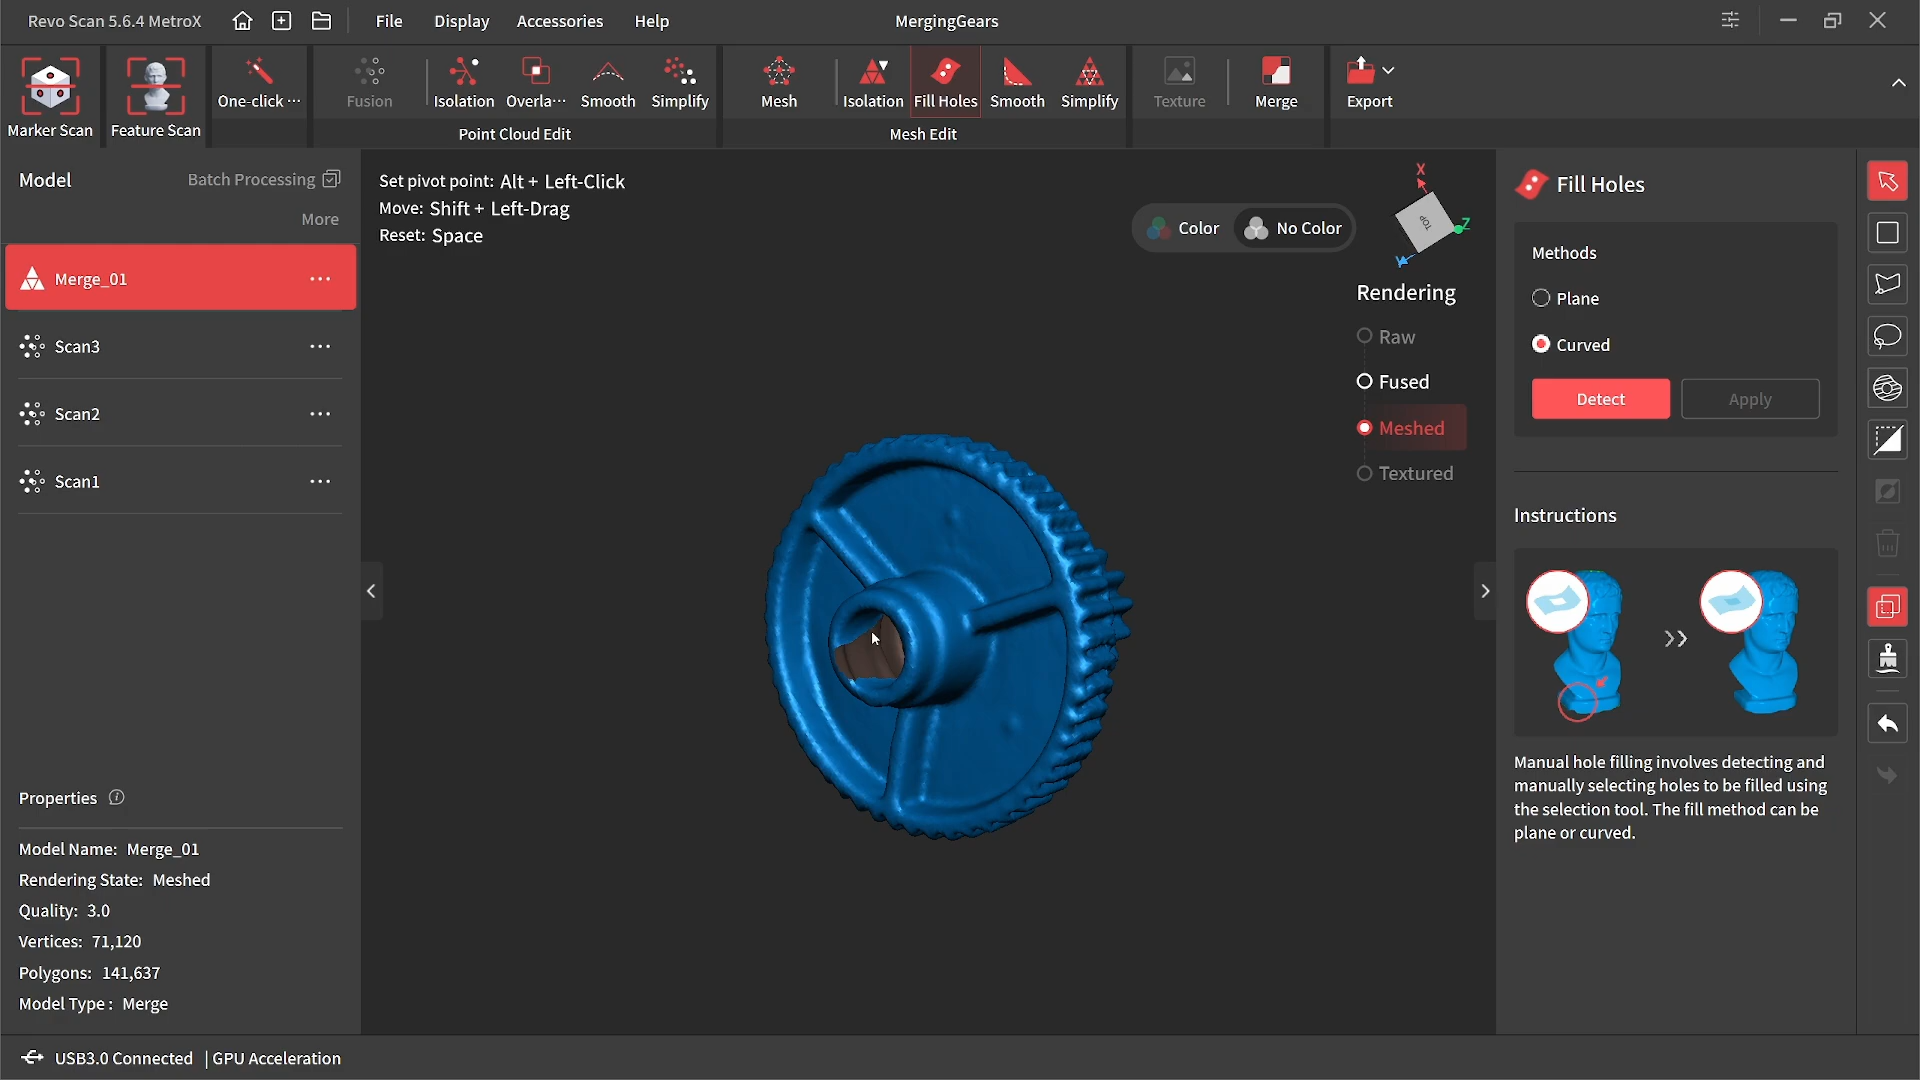 Revo Scan 5.6.4 MetroX
File
Display
Accessories
Help
MergingGears
Marker Scan
Feature Scan
One-click ···
Fusion
Isolation
Overla···
Smooth
Simplify
Point Cloud Edit
Mesh
Isolation
Fill Holes
Smooth
Simplify
Mesh Edit
Texture
Merge
Export
Model
Batch Processing
More
Merge_01
Scan3
Scan2
Scan1
Properties
Model Name: Merge_01
Rendering State: Meshed
Quality: 3.0
Vertices: 71,120
Polygons: 141,637
Model Type : Merge
Set pivot point: Alt + Left-Click
Move: Shift + Left-Drag
Reset: Space
Color
No Color
X
TOP
Z
Y
Rendering
Raw
Fused
Meshed
Textured
Fill Holes
Methods
Plane
Curved
Detect
Apply
Instructions
Manual hole filling involves detecting and
manually selecting holes to be filled using
the selection tool. The fill method can be
plane or curved.
USB3.0 Connected | GPU Acceleration